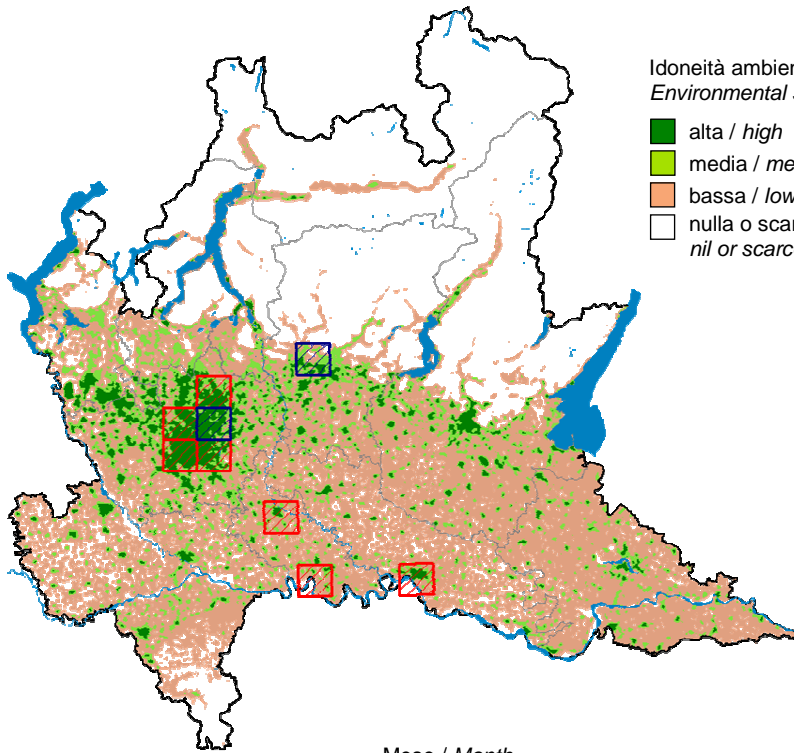 Idoneità ambien
Environmental
alta / high
media / me
bassa / low
nulla o scar
nil or scarc
Mese / Month